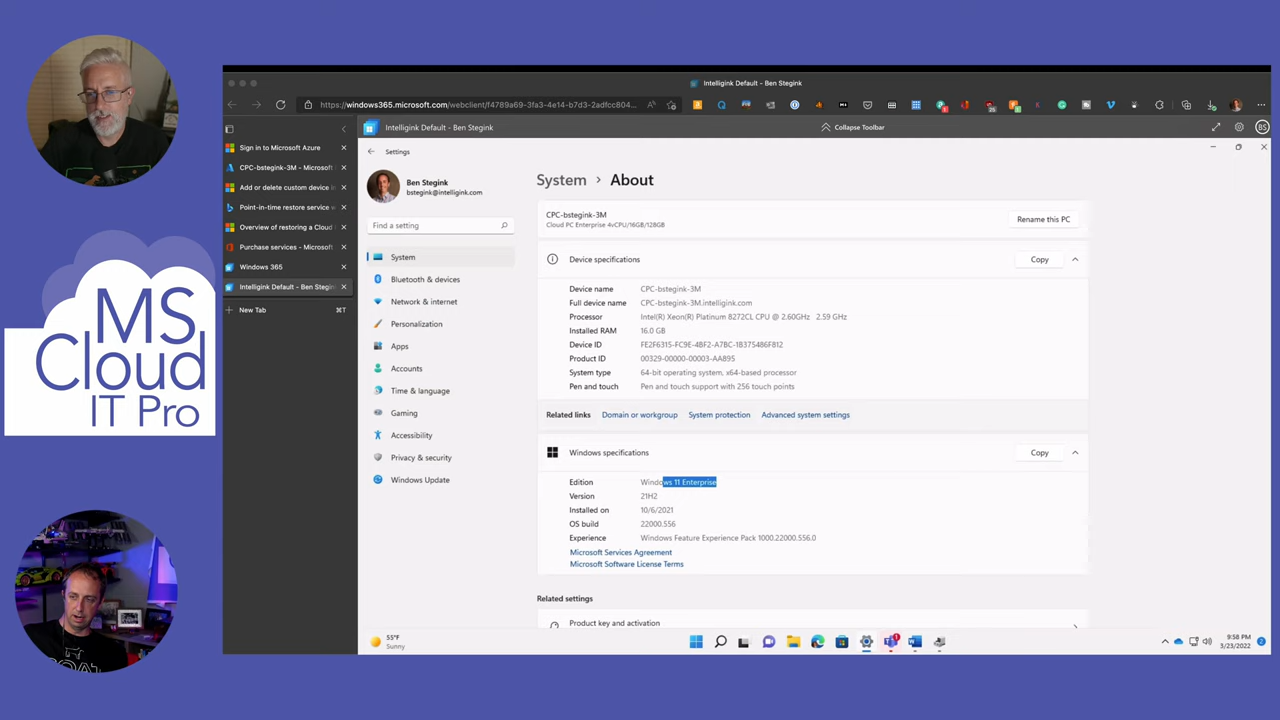 MS
Cloud
IT Pro
Intelligink Default - Ben Stegink
https://windows365.microsoft.com/webclient/f4789a69-3fa3-4e14-b7d3-2adfcc804...
Sign in to Microsoft Azure
CPC-bstegink-3M - Microsoft
Add or delete custom device i
Point-in-time restore service
Overview of restoring a Cloud
Purchase services - Microsoft
Windows 365
Intelligink Default - Ben Stegin
New Tab
⌘T
Intelligink Default - Ben Stegink
Collapse Toolbar
BS
Settings
Ben Stegink
bstegink@intelligink.com
Find a setting
System
Bluetooth & devices
Network & internet
Personalization
Apps
Accounts
Time & language
Gaming
Accessibility
Privacy & security
Windows Update
System › About
CPC-bstegink-3M
Cloud PC Enterprise 4vCPU/16GB/128GB
Rename this PC
Device specifications
Copy
Device name CPC-bstegink-3M
Full device name CPC-bstegink-3M.intelligink.com
Processor Intel(R) Xeon(R) Platinum 8272CL CPU @ 2.60GHz 2.59 GHz
Installed RAM 16.0 GB
Device ID FE2F6315-FC9E-4BF2-A7BC-1B375486F812
Product ID 00329-00000-00003-AA895
System type 64-bit operating system, x64-based processor
Pen and touch Pen and touch support with 256 touch points
Related links Domain or workgroup System protection Advanced system settings
Windows specifications
Copy
Edition Windows 11 Enterprise
Version 21H2
Installed on 10/6/2021
OS build 22000.556
Experience Windows Feature Experience Pack 1000.22000.556.0
Microsoft Services Agreement
Microsoft Software License Terms
Related settings
Product key and activation
55°F
Sunny
9:58 PM
3/23/2022